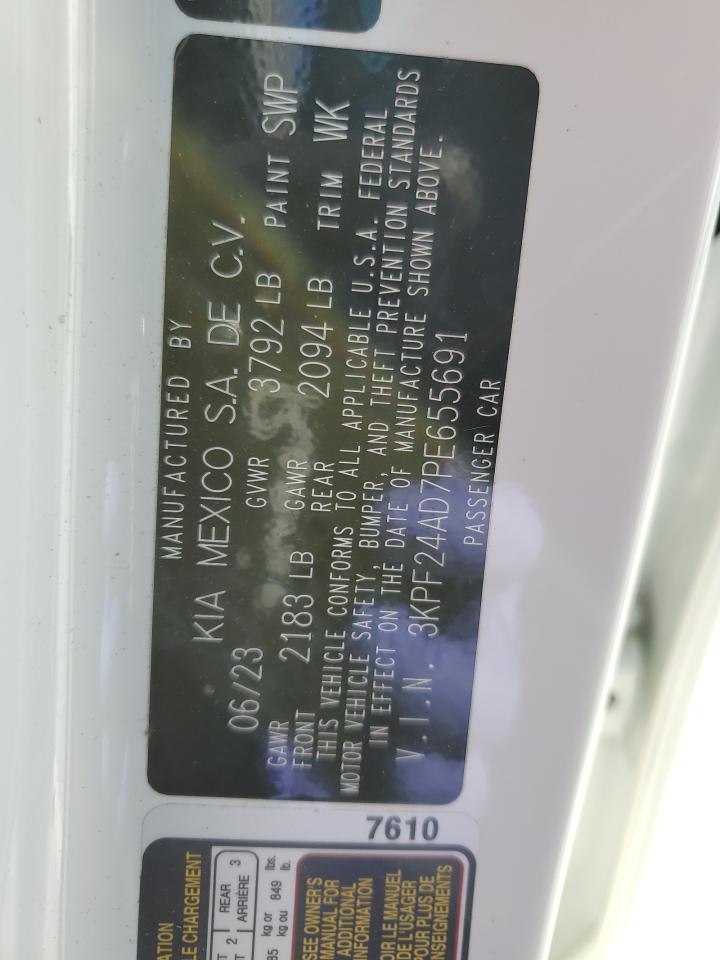 MANUFACTURED BY
KIA MEXICO S.A. DE C.V.
06/23 GVWR 3792 LB PAINT SWP
GAWR FRONT 2183 LB GAWR REAR 2094 LB TRIM WK
THIS VEHICLE CONFORMS TO ALL APPLICABLE U.S.A. FEDERAL
MOTOR VEHICLE SAFETY, BUMPER, AND THEFT PREVENTION STANDARDS
IN EFFECT ON THE DATE OF MANUFACTURE SHOWN ABOVE.
V.I.N. 3KPF24AD7PE655691
PASSENGER CAR
7610
LE CHARGEMENT
2 REAR 3
ARRIÈRE
kg or 849 lbs.
kg ou lb.
SEE OWNER'S
MANUAL FOR
ADDITIONAL
INFORMATION
LE MANUEL
DE L'USAGER
POUR PLUS DE